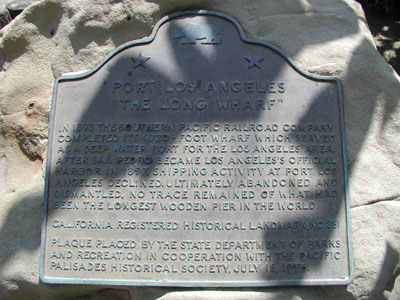 PORT LOS ANGELES
"THE LONG WHARF"
IN 1893 THE SOUTHERN PACIFIC RAILROAD COMPANY
COMPLETED ITS 4720-FOOT WHARF WHICH SERVED
AS A DEEP WATER PORT FOR THE LOS ANGELES AREA.
AFTER SAN PEDRO BECAME LOS ANGELES'S OFFICIAL
HARBOR IN 1897, SHIPPING ACTIVITY AT PORT LOS
ANGELES DECLINED. ULTIMATELY ABANDONED AND
DISMANTLED, NO TRACE REMAINED OF WHAT HAD
BEEN THE LONGEST WOODEN PIER IN THE WORLD.
CALIFORNIA REGISTERED HISTORICAL LANDMARK NO. 881
PLAQUE PLACED BY THE STATE DEPARTMENT OF PARKS
AND RECREATION IN COOPERATION WITH THE PACIFIC
PALISADES HISTORICAL SOCIETY, JULY 18, 1976.